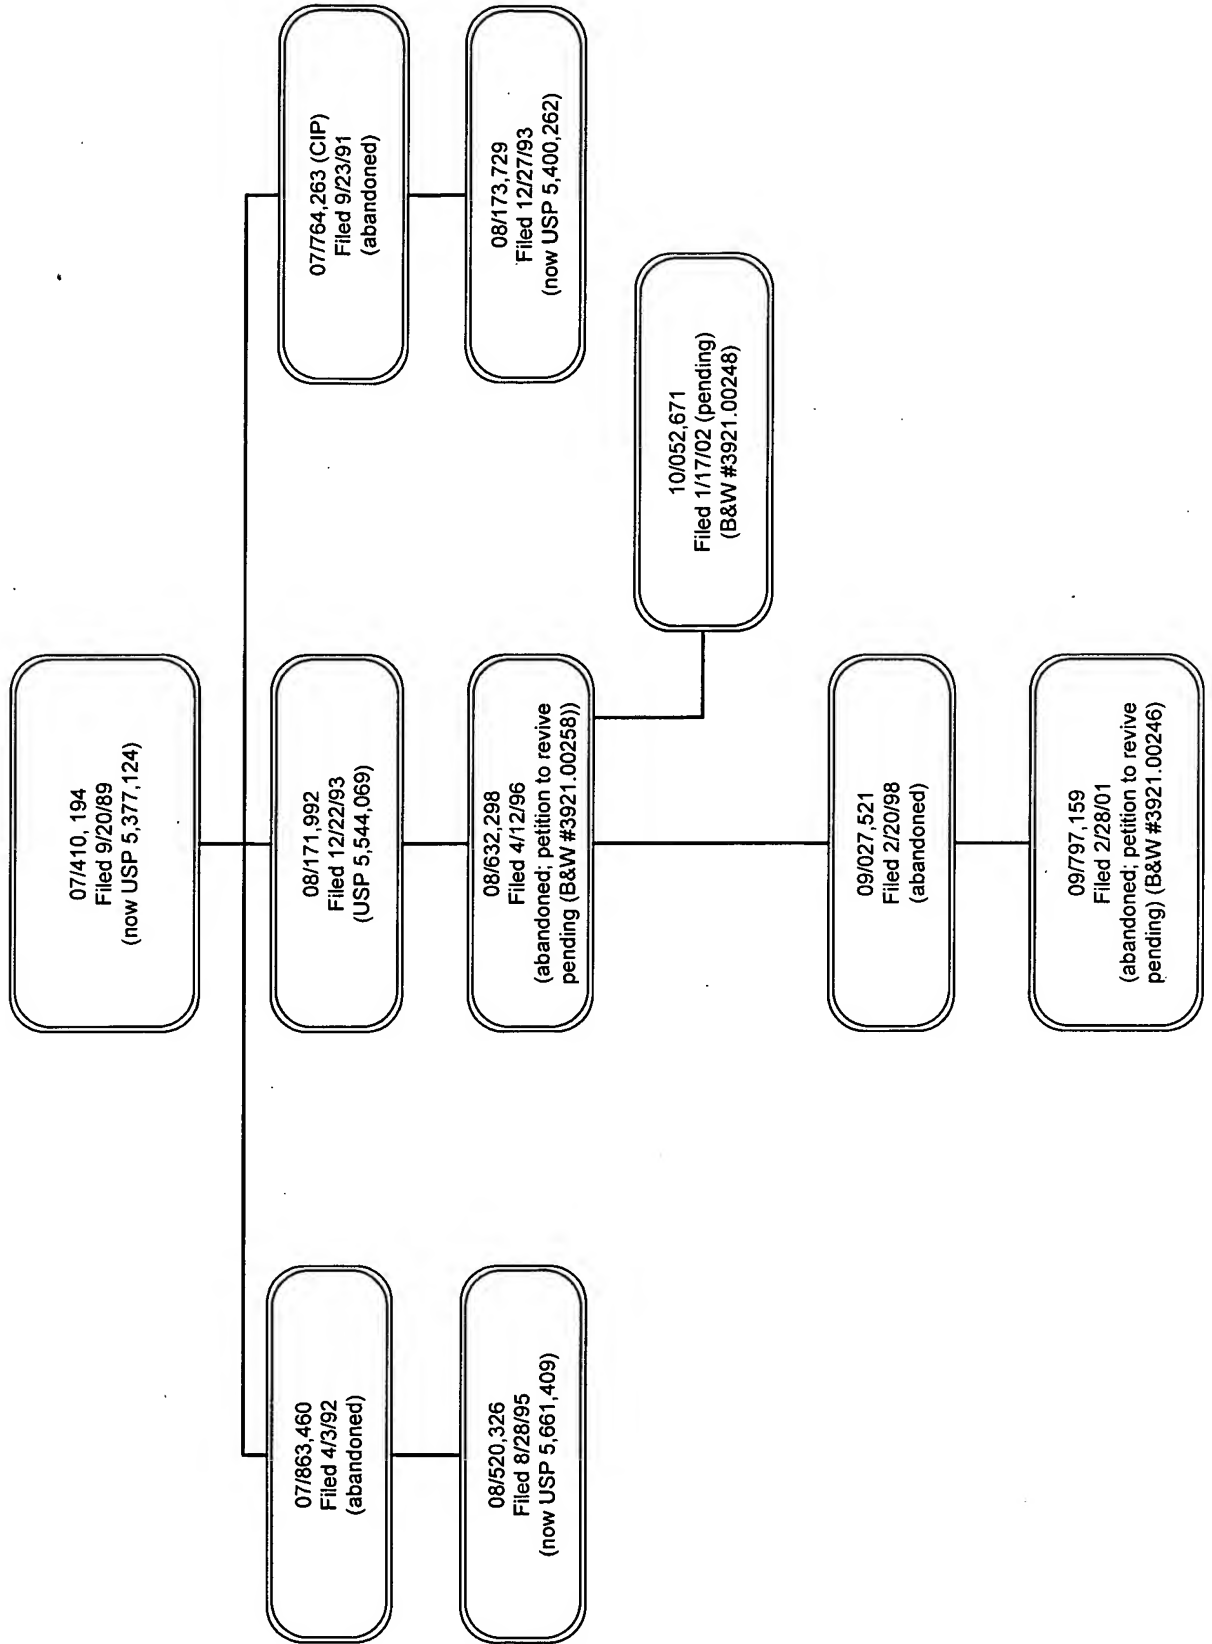 07/410, 194
Filed 9/20/89
(now USP 5,377,124)
07/863,460
Filed 4/3/92
(abandoned)
08/171,992
Filed 12/22/93
(USP 5,544,069)
07/764,263 (CIP)
Filed 9/23/91
(abandoned)
08/520,326
Filed 8/28/95
(now USP 5,661,409)
08/632,298
Filed 4/12/96
(abandoned; petition to revive
pending (B&W #3921.00258))
08/173,729
Filed 12/27/93
(now USP 5,400,262)
10/052,671
Filed 1/17/02 (pending)
(B&W #3921.00248)
09/027,521
Filed 2/20/98
(abandoned)
09/797,159
Filed 2/28/01
(abandoned; petition to revive
pending) (B&W #3921.00246)